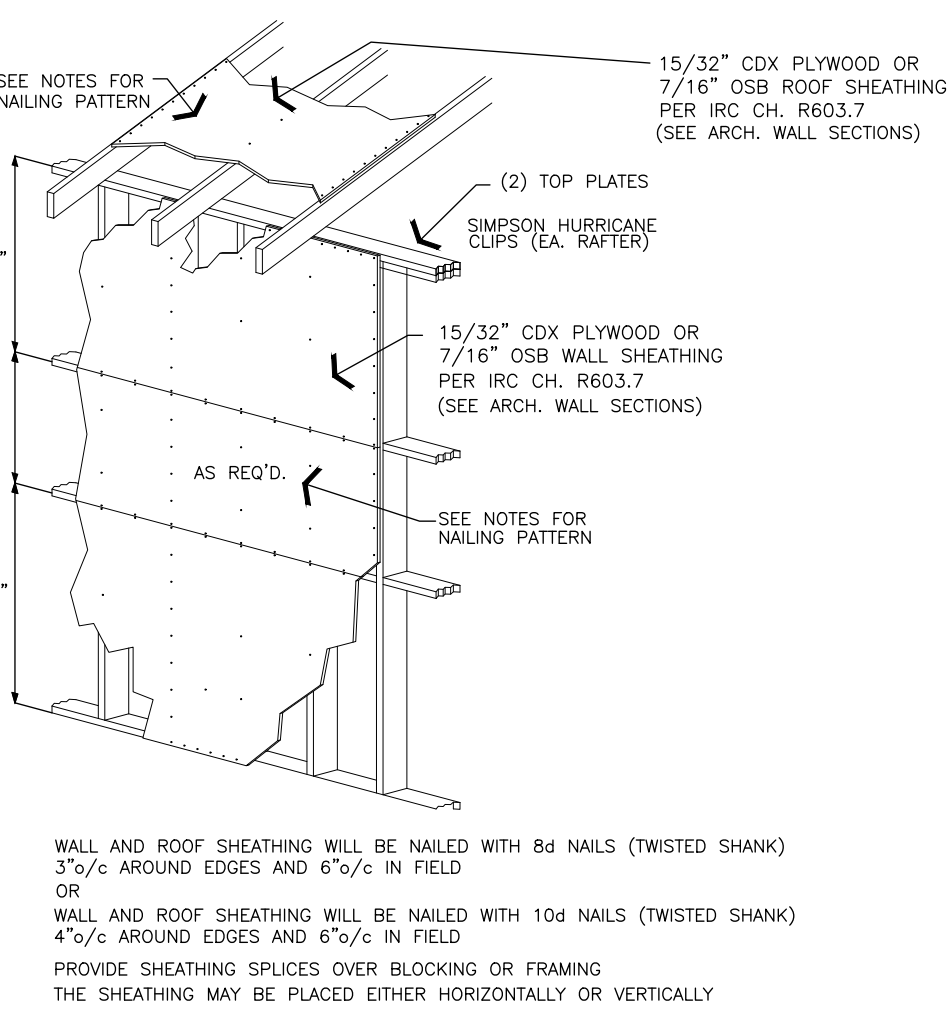 SEE NOTES FOR
NAILING PATTERN
15/32" CDX PLYWOOD OR
7/16" OSB ROOF SHEATHING
PER IRC CH. R603.7
(SEE ARCH. WALL SECTIONS)
(2) TOP PLATES
SIMPSON HURRICANE
CLIPS (EA. RAFTER)
"
15/32" CDX PLYWOOD OR
7/16" OSB WALL SHEATHING
PER IRC CH. R603.7
(SEE ARCH. WALL SECTIONS)
AS REQ'D.
SEE NOTES FOR
NAILING PATTERN
"
WALL AND ROOF SHEATHING WILL BE NAILED WITH 8d NAILS (TWISTED SHANK)
3"o/c AROUND EDGES AND 6"o/c IN FIELD
OR
WALL AND ROOF SHEATHING WILL BE NAILED WITH 10d NAILS (TWISTED SHANK)
4"o/c AROUND EDGES AND 6"o/c IN FIELD
PROVIDE SHEATHING SPLICES OVER BLOCKING OR FRAMING
THE SHEATHING MAY BE PLACED EITHER HORIZONTALLY OR VERTICALLY